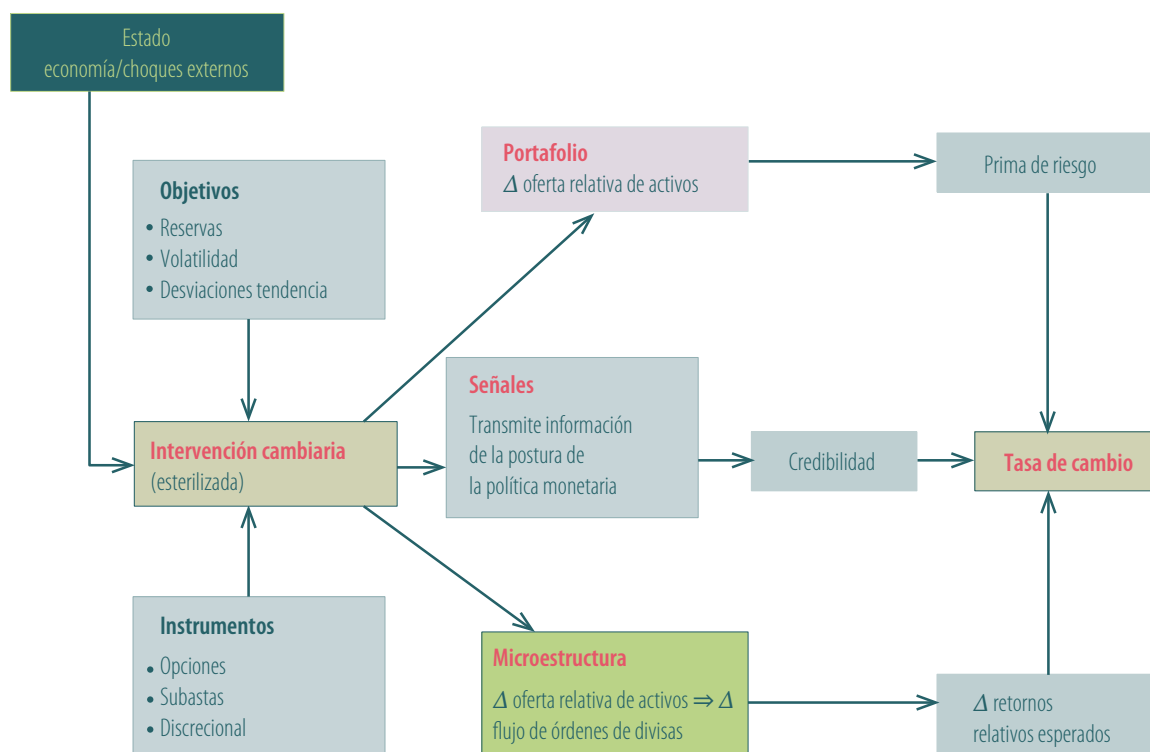 Estado
economía/choques externos
Portafolio
Δ oferta relativa de activos
Prima de riesgo
Objetivos
• Reservas
• Volatilidad
• Desviaciones tendencia
Señales
Transmite información
de la postura de
la política monetaria
Intervención cambiaria
(esterilizada)
Credibilidad
Tasa de cambio
Instrumentos
• Opciones
• Subastas
• Discrecional
Microestructura
Δ oferta relativa de activos ⇒ Δ
flujo de órdenes de divisas
Δ retornos
relativos esperados